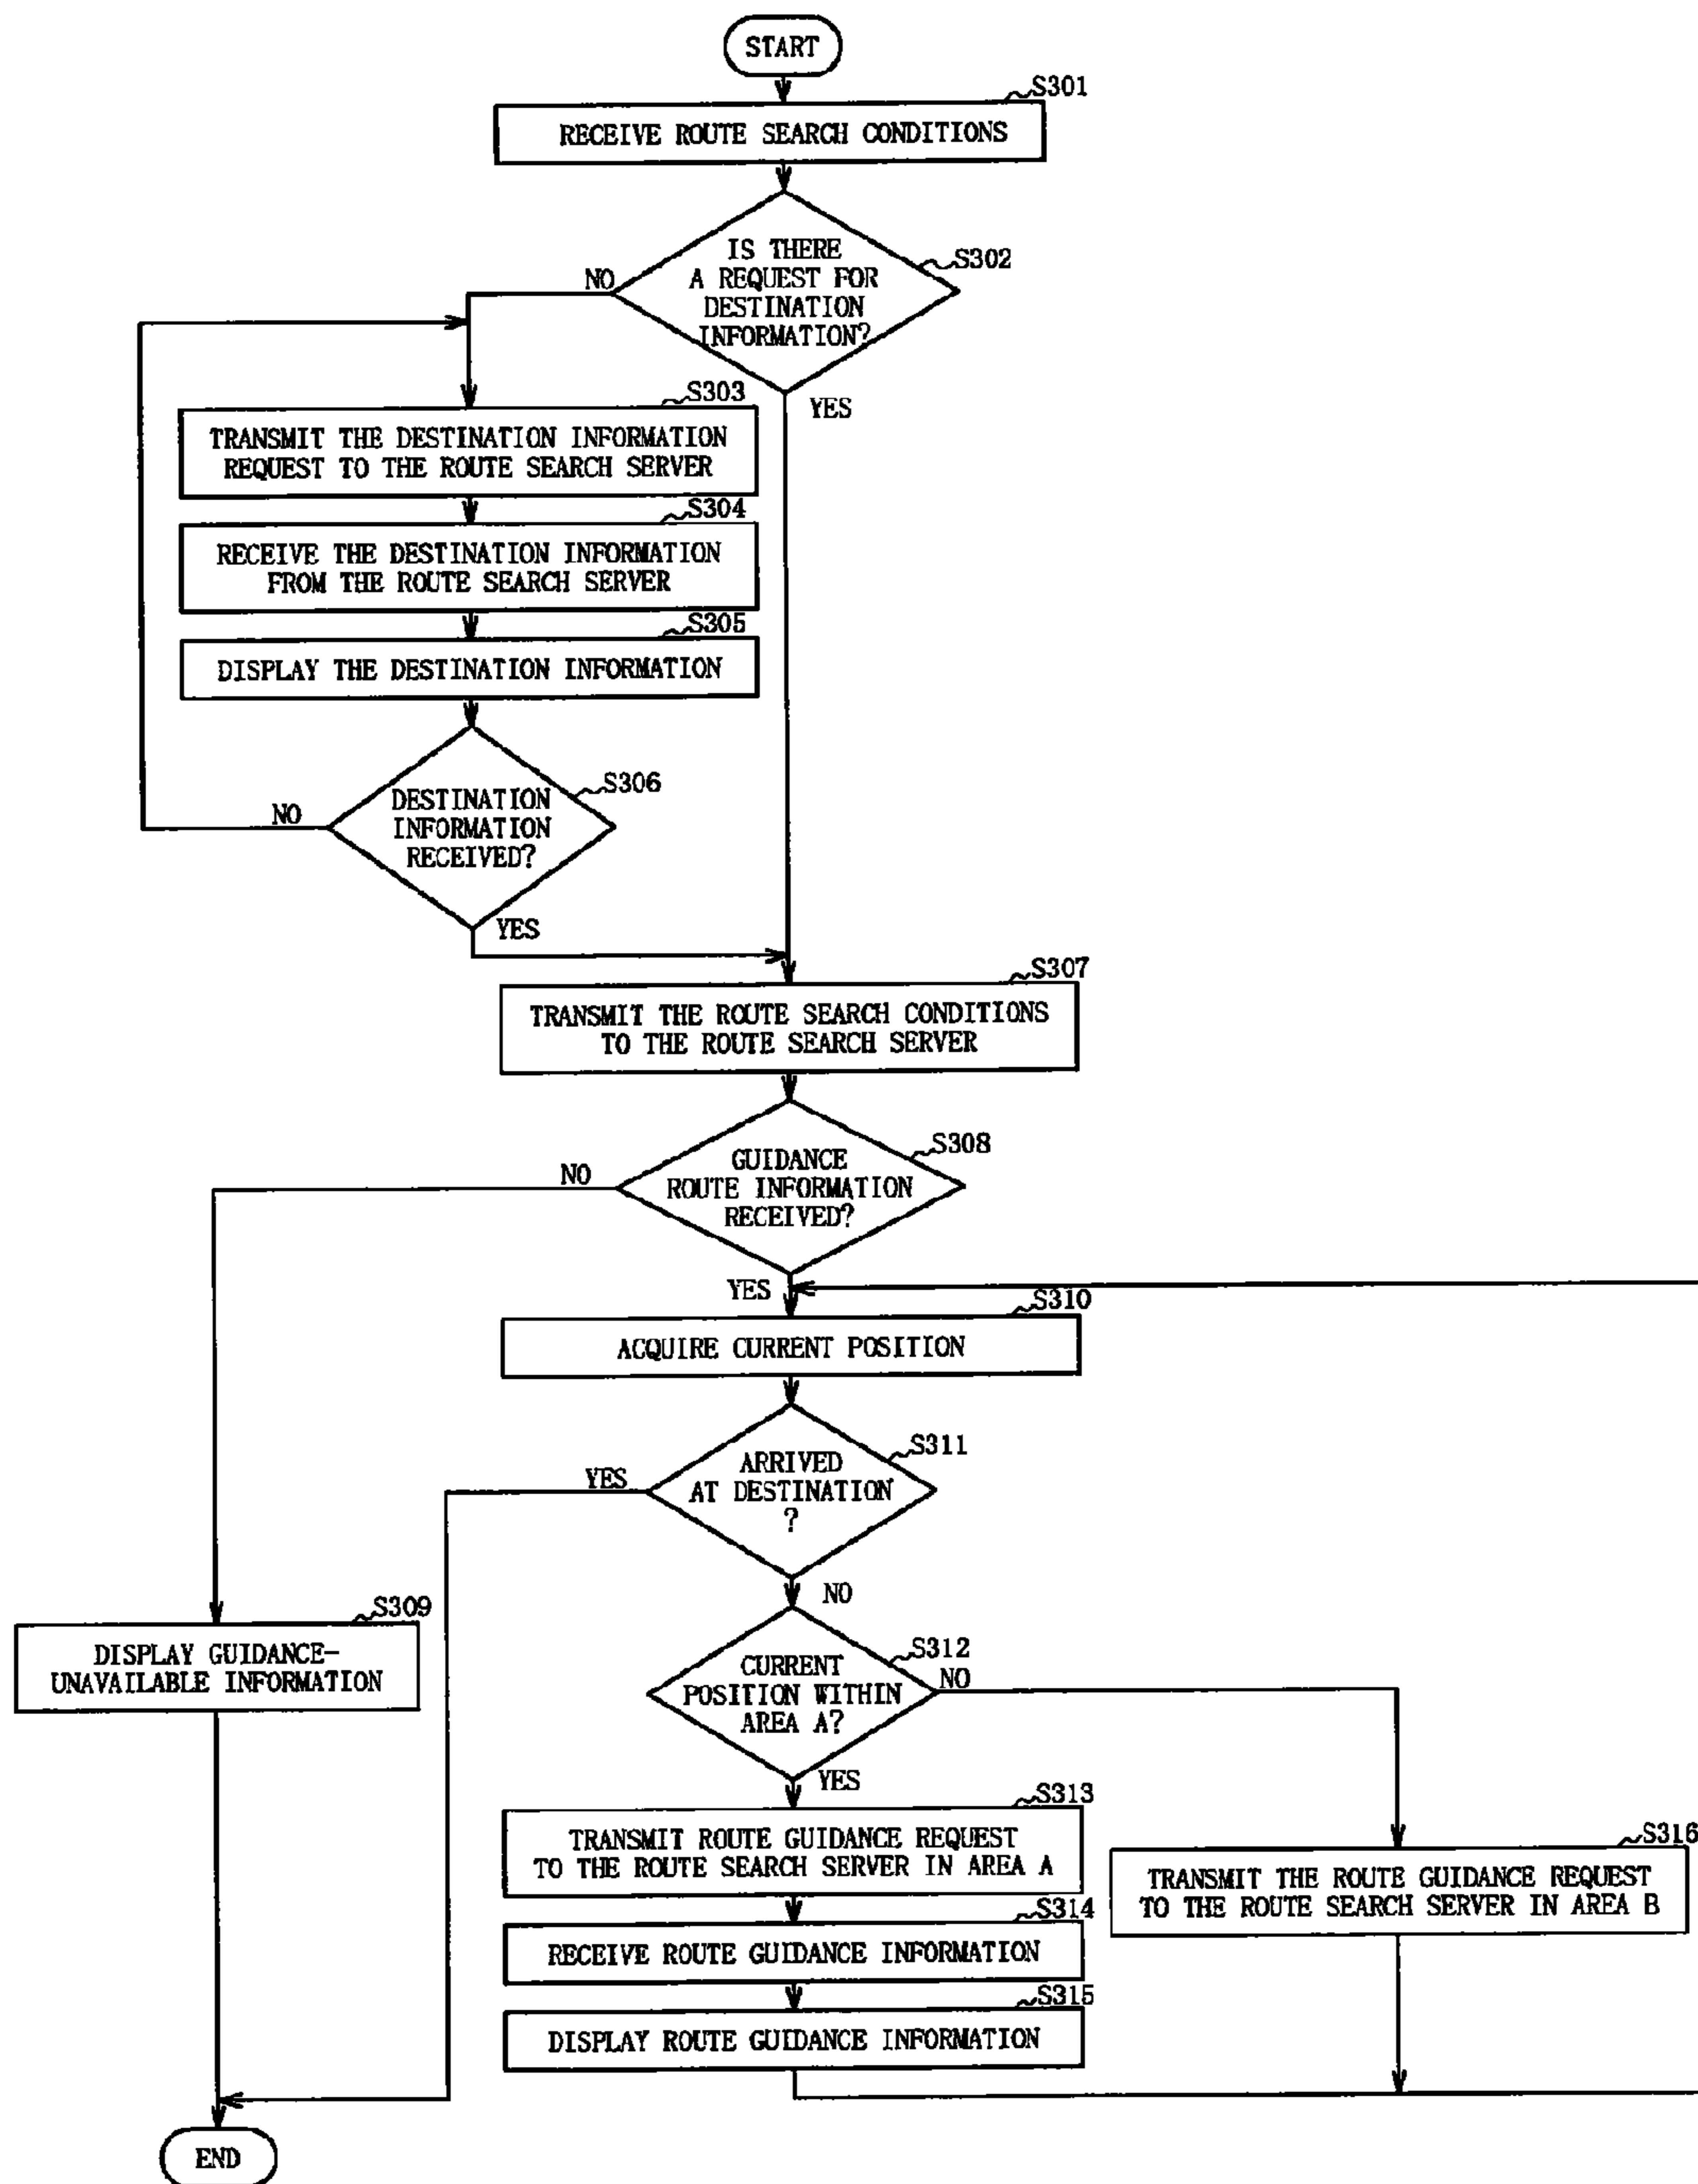 START
S301
RECEIVE ROUTE SEARCH CONDITIONS
S302
IS THERE
A REQUEST FOR
DESTINATION
INFORMATION?
NO
YES
S303
TRANSMIT THE DESTINATION INFORMATION
REQUEST TO THE ROUTE SEARCH SERVER
S304
RECEIVE THE DESTINATION INFORMATION
FROM THE ROUTE SEARCH SERVER
S305
DISPLAY THE DESTINATION INFORMATION
S306
DESTINATION
INFORMATION
RECEIVED?
NO
YES
S307
TRANSMIT THE ROUTE SEARCH CONDITIONS
TO THE ROUTE SEARCH SERVER
S308
GUIDANCE
ROUTE INFORMATION
RECEIVED?
NO
YES
S310
ACQUIRE CURRENT POSITION
S311
ARRIVED
AT DESTINATION
?
YES
NO
S309
DISPLAY GUIDANCE-
UNAVAILABLE INFORMATION
S312
CURRENT
POSITION WITHIN
AREA A?
NO
YES
S313
TRANSMIT ROUTE GUIDANCE REQUEST
TO THE ROUTE SEARCH SERVER IN AREA A
S316
TRANSMIT THE ROUTE GUIDANCE REQUEST
TO THE ROUTE SEARCH SERVER IN AREA B
S314
RECEIVE ROUTE GUIDANCE INFORMATION
S315
DISPLAY ROUTE GUIDANCE INFORMATION
END